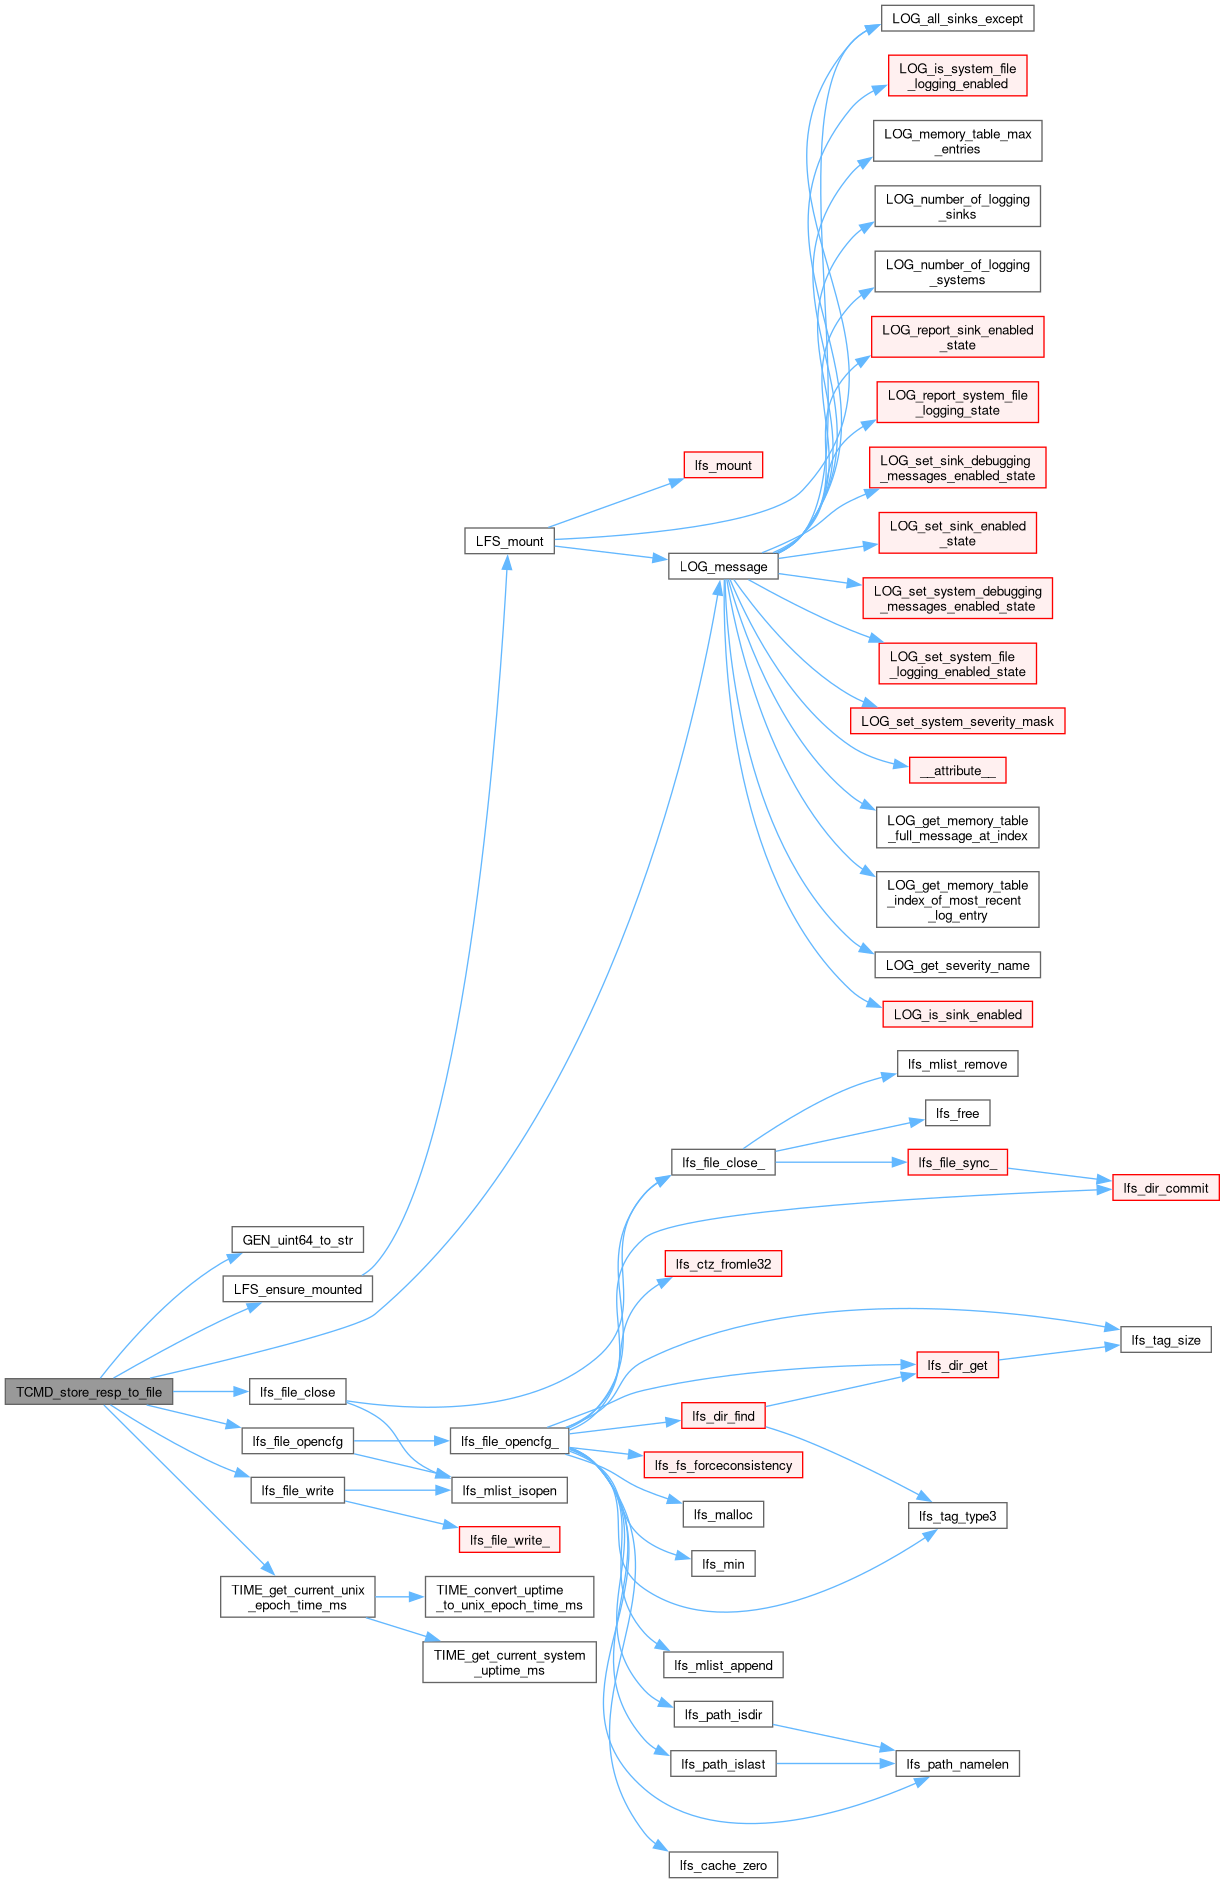 LOG_all_sinks_except
LOG_is_system_file
_logging_enabled
LOG_memory_table_max
_entries
LOG_number_of_logging
_sinks
LOG_number_of_logging
_systems
LOG_report_sink_enabled
_state
LOG_report_system_file
_logging_state
lfs_mount
LOG_set_sink_debugging
_messages_enabled_state
LFS_mount
LOG_set_sink_enabled
_state
LOG_message
LOG_set_system_debugging
_messages_enabled_state
LOG_set_system_file
_logging_enabled_state
LOG_set_system_severity_mask
__attribute__
LOG_get_memory_table
_full_message_at_index
LOG_get_memory_table
_index_of_most_recent
_log_entry
LOG_get_severity_name
LOG_is_sink_enabled
lfs_mlist_remove
lfs_free
lfs_file_close_
lfs_file_sync_
lfs_dir_commit
GEN_uint64_to_str
lfs_ctz_fromle32
LFS_ensure_mounted
lfs_tag_size
lfs_dir_get
TCMD_store_resp_to_file
lfs_file_close
lfs_dir_find
lfs_file_opencfg
lfs_file_opencfg_
lfs_fs_forceconsistency
lfs_file_write
lfs_mlist_isopen
lfs_malloc
lfs_tag_type3
lfs_file_write_
lfs_min
TIME_get_current_unix
_epoch_time_ms
TIME_convert_uptime
_to_unix_epoch_time_ms
TIME_get_current_system
_uptime_ms
lfs_mlist_append
lfs_path_isdir
lfs_path_islast
lfs_path_namelen
lfs_cache_zero